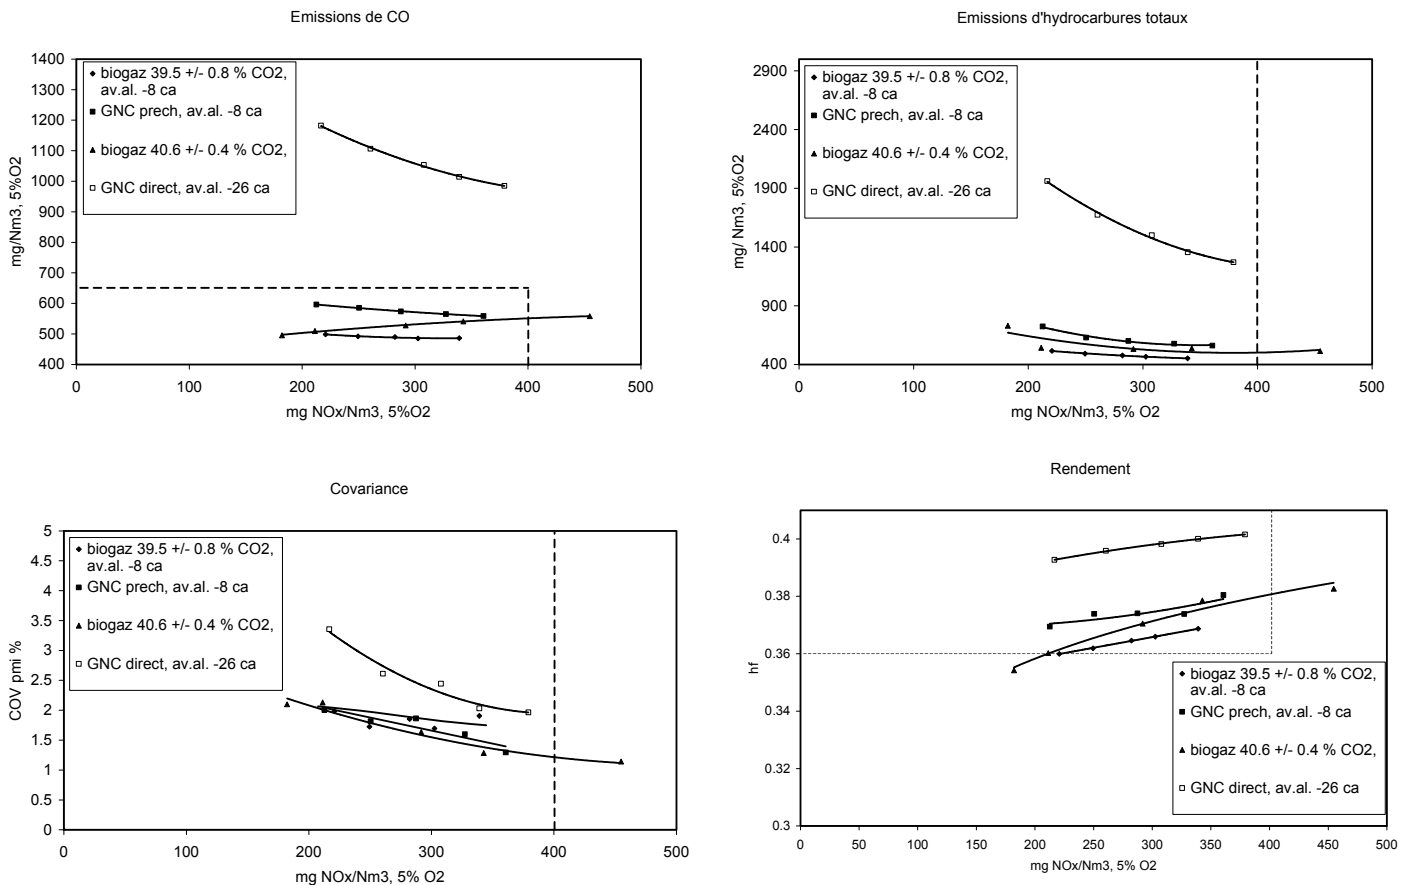 Emissions de CO
1400
1300
1200
1100
1000
900
800
700
600
500
400
0
100
200
300
400
500
mg/Nm3, 5%O2
mg NOx/Nm3, 5%O2
biogaz 39.5 +/- 0.8 % CO2,
av.al. -8 ca
GNC prech, av.al. -8 ca
biogaz 40.6 +/- 0.4 % CO2,
GNC direct, av.al. -26 ca
Emissions d'hydrocarbures totaux
2900
2400
1900
1400
900
400
0
100
200
300
400
500
mg/ Nm3, 5%O2
mg NOx/Nm3, 5% O2
biogaz 39.5 +/- 0.8 % CO2,
av.al. -8 ca
GNC prech, av.al. -8 ca
biogaz 40.6 +/- 0.4 % CO2,
GNC direct, av.al. -26 ca
Covariance
5
4.5
4
3.5
3
2.5
2
1.5
1
0.5
0
0
100
200
300
400
500
COV pmi %
mg NOx/Nm3, 5% O2
biogaz 39.5 +/- 0.8 % CO2,
av.al. -8 ca
GNC prech, av.al. -8 ca
biogaz 40.6 +/- 0.4 % CO2,
GNC direct, av.al. -26 ca
Rendement
0.4
0.38
0.36
0.34
0.32
0.3
0
50
100
150
200
250
300
350
400
450
500
hf
mg NOx/Nm3, 5% O2
biogaz 39.5 +/- 0.8 % CO2,
av.al. -8 ca
GNC prech, av.al. -8 ca
biogaz 40.6 +/- 0.4 % CO2,
GNC direct, av.al. -26 ca